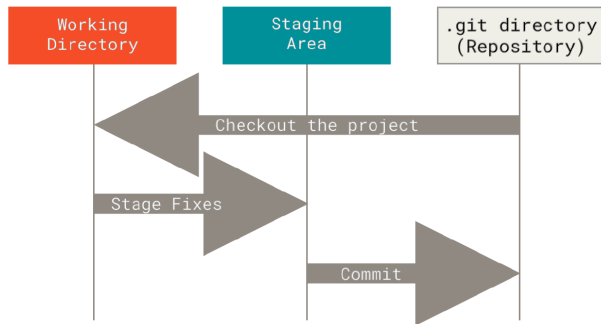 Working
Directory
Staging
Area
.git directory
(Repository)
Checkout the project
Stage Fixes
Commit